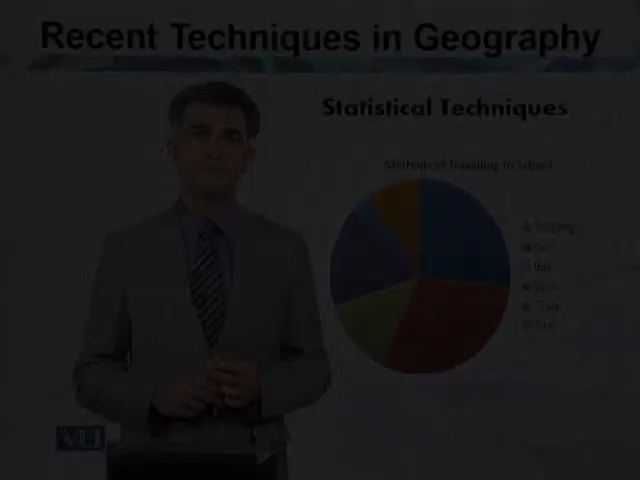 Recent Techniques in Geography
Statistical Techniques
Methods of Travelling to School
Walking
Car
Bus
Cycle
Train
Taxi
VU